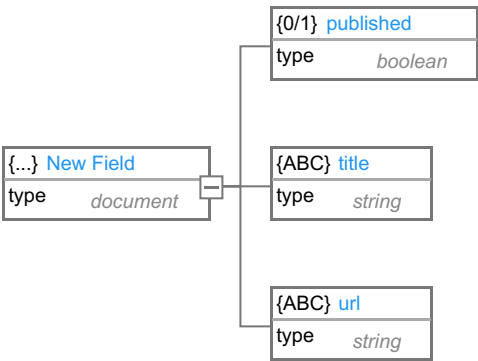 {0/1} published
type boolean
{...} New Field
type document
{ABC} title
type string
{ABC} url
type string